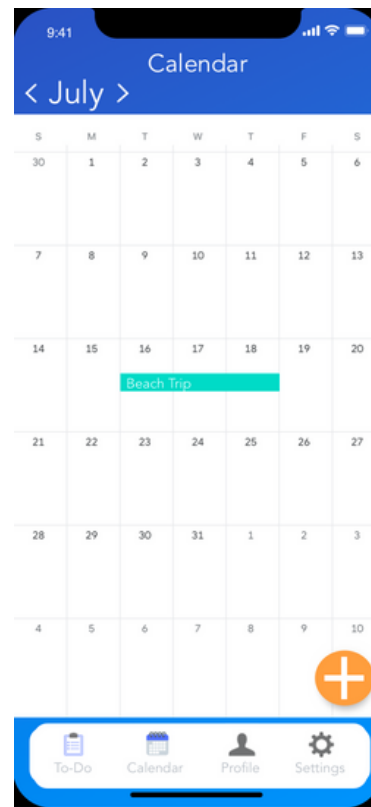 9:41
Calendar
< July >
S M T W T F S
30 1 2 3 4 5 6
7 8 9 10 11 12 13
14 15 16 17 18 19 20
Beach Trip
21 22 23 24 25 26 27
28 29 30 31 1 2 3
4 5 6 7 8 9 10
To-Do Calendar Profile Settings